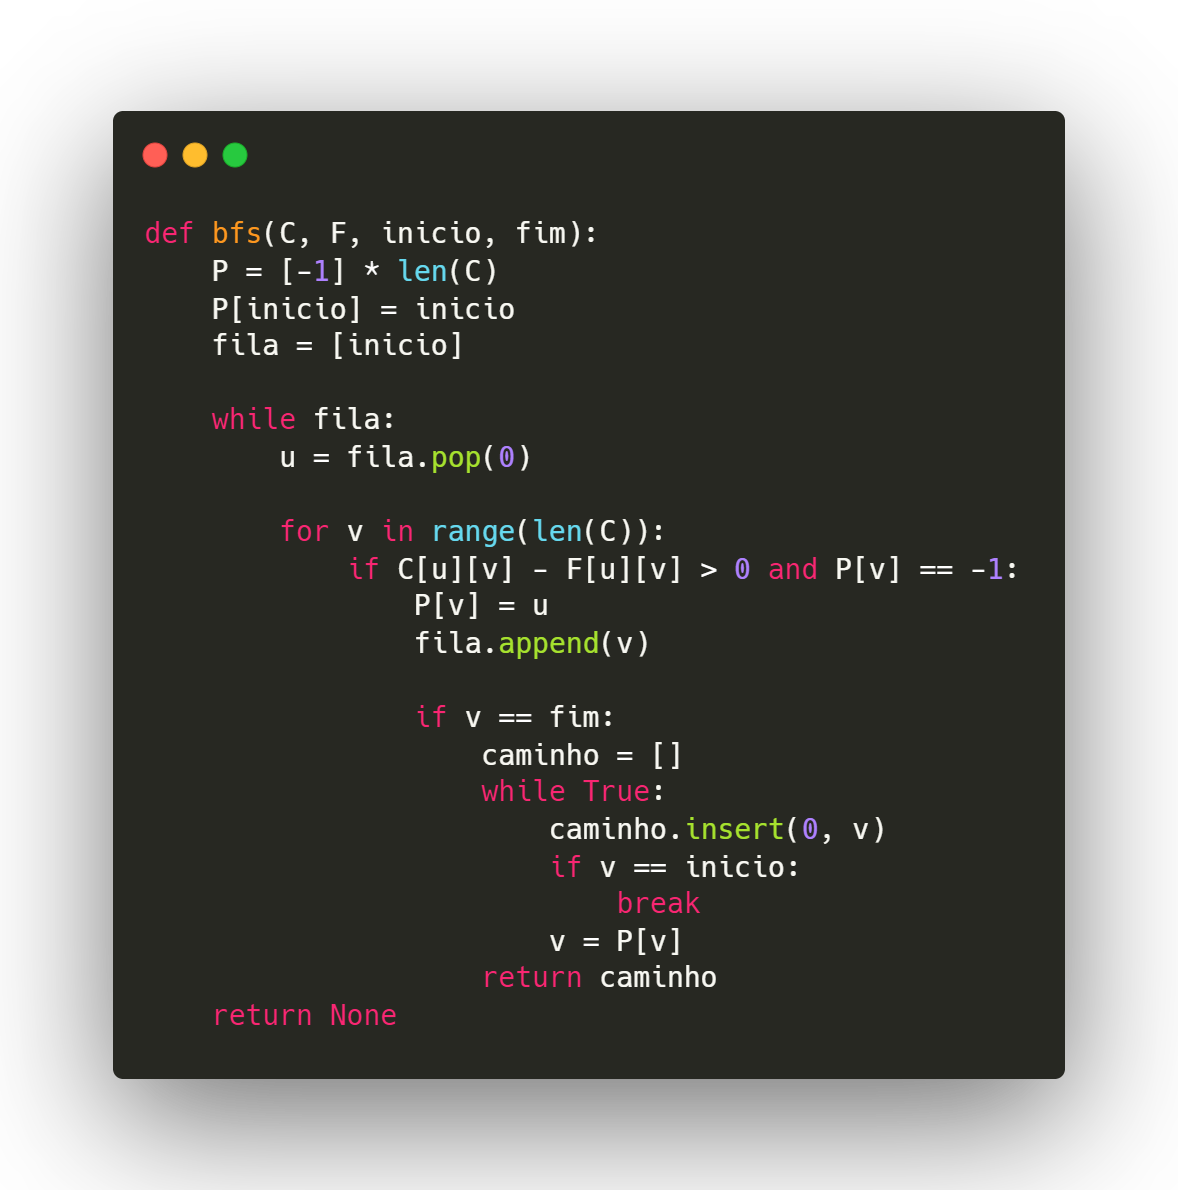 def bfs(C, F, inicio, fim):
    P = [-1] * len(C)
    P[inicio] = inicio
    fila = [inicio]

    while fila:
        u = fila.pop(0)

        for v in range(len(C)):
            if C[u][v] - F[u][v] > 0 and P[v] == -1:
                P[v] = u
                fila.append(v)

                if v == fim:
                    caminho = []
                    while True:
                        caminho.insert(0, v)
                        if v == inicio:
                            break
                        v = P[v]
                    return caminho
    return None